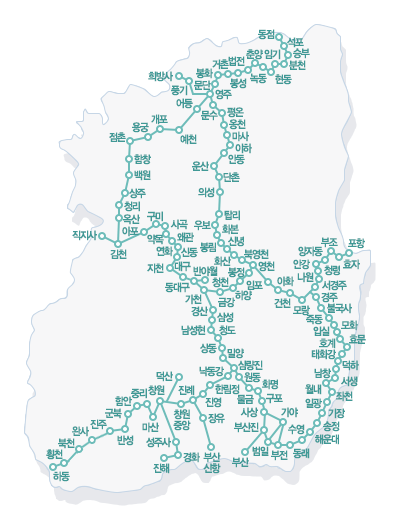 동점
석포
승부
분천
현동
임기
춘양
녹동
법전
거촌
봉성
봉화
문단
희방사
풍기
영주
어등
문수
평온
옹천
마사
이하
안동
운산
단촌
의성
탑리
우보
화본
봉림
신녕
화산
북영천
영천
봉정
임포
하양
청천
금강
가천
반야월
동대구
대구
지천
연화
신동
왜관
약목
사곡
구미
아포
김천
직지사
옥산
청리
상주
백원
함창
점촌
용궁
개포
예천
아화
건천
모량
경주
서경주
나원
청령
안강
양자동
부조
효자
포항
불국사
죽동
입실
모화
호계
효문
태화강
덕하
남창
서생
월내
좌천
일광
기장
송정
해운대
수영
동래
부전
가야
범일
부산
부산진
사상
구포
화명
물금
원동
삼랑진
밀양
상동
청도
남성현
삼성
경산
낙동강
한림정
진영
장유
부산
신항
진례
창원
중앙
창원
덕산
마산
중리
함안
군북
반성
진주
완사
북천
황천
하동
성주사
경화
진해